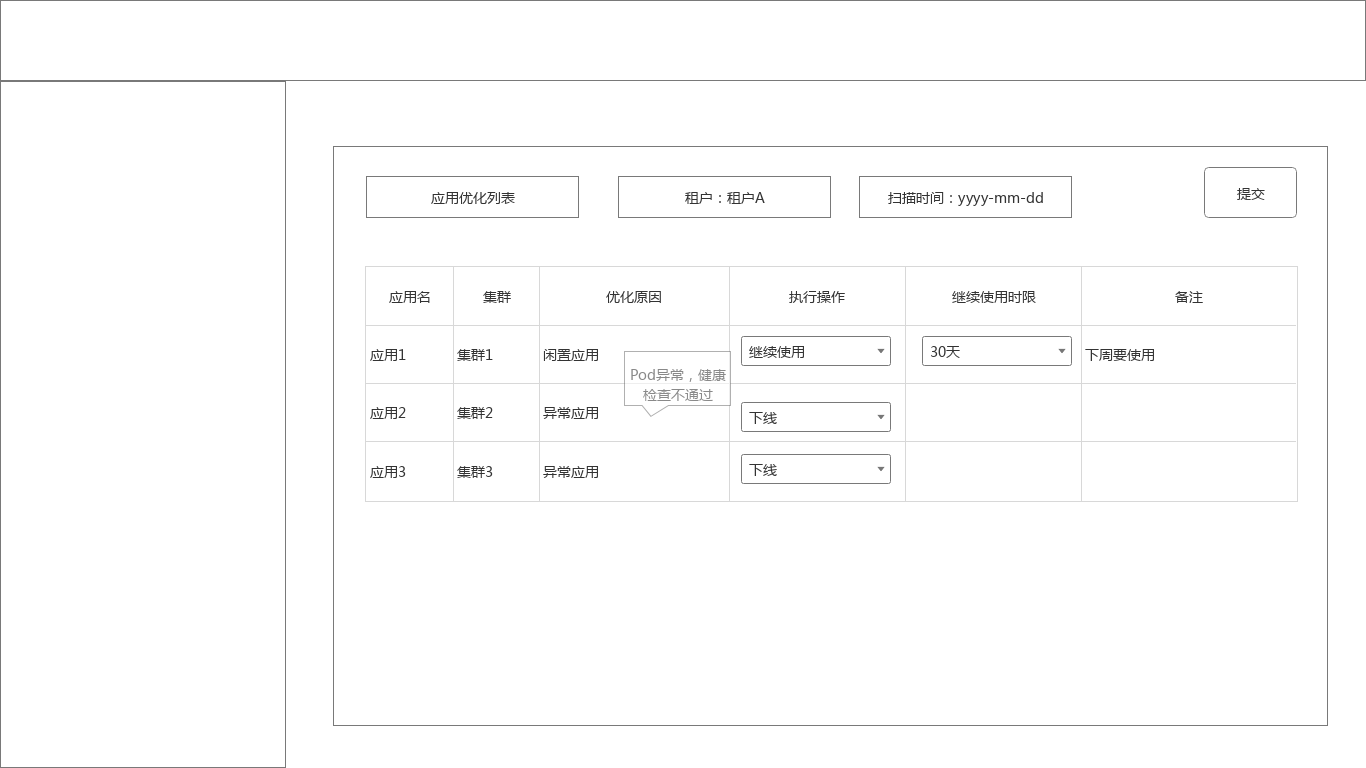 应用优化列表
租户：租户A
扫描时间：yyyy-mm-dd
提交
应用名
集群
优化原因
执行操作
继续使用时限
备注
应用1
集群1
闲置应用
继续使用
30天
下周要使用
Pod异常，健康
检查不通过
应用2
集群2
异常应用
下线
应用3
集群3
异常应用
下线